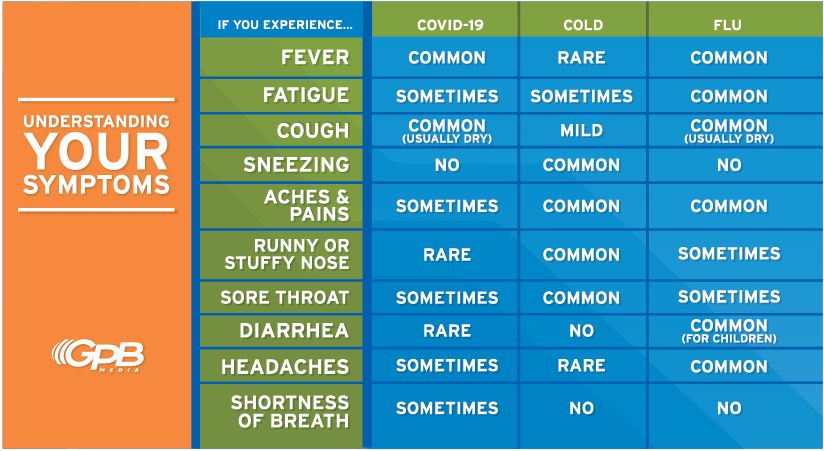 UNDERSTANDING
YOUR
SYMPTOMS
GPB
MEDIA
IF YOU EXPERIENCE... COVID-19 COLD FLU
FEVER COMMON RARE COMMON
FATIGUE SOMETIMES SOMETIMES COMMON
COUGH COMMON (USUALLY DRY) MILD COMMON (USUALLY DRY)
SNEEZING NO COMMON NO
ACHES & PAINS SOMETIMES COMMON COMMON
RUNNY OR STUFFY NOSE RARE COMMON SOMETIMES
SORE THROAT SOMETIMES COMMON SOMETIMES
DIARRHEA RARE NO COMMON (FOR CHILDREN)
HEADACHES SOMETIMES RARE COMMON
SHORTNESS OF BREATH SOMETIMES NO NO